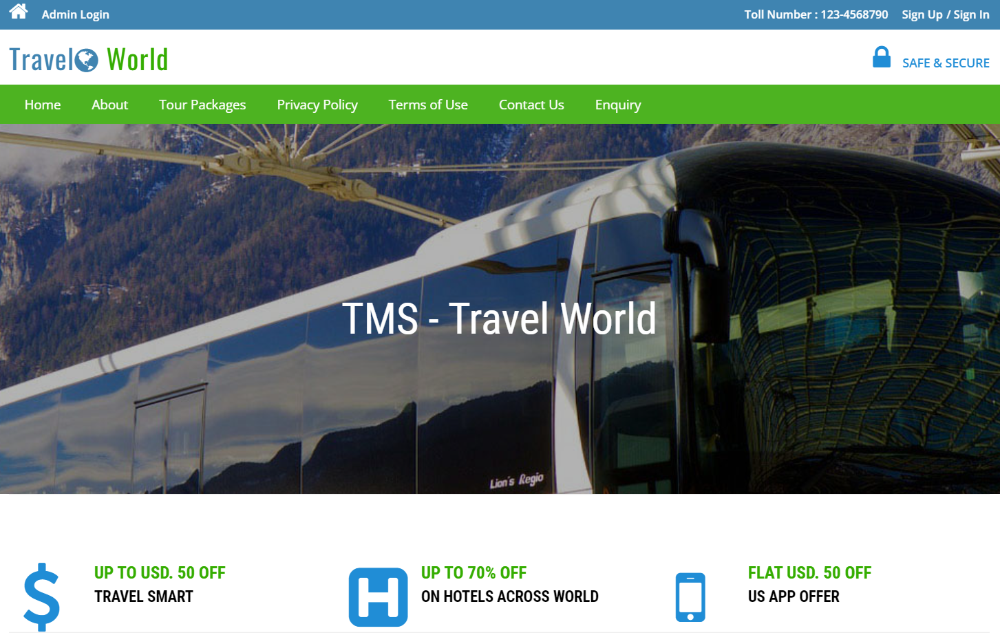 Admin Login
Toll Number : 123-4568790 Sign Up / Sign In
Travel World
SAFE & SECURE
Home About Tour Packages Privacy Policy Terms of Use Contact Us Enquiry
TMS - Travel World
Lion's Regio
UP TO USD. 50 OFF
TRAVEL SMART
UP TO 70% OFF
ON HOTELS ACROSS WORLD
FLAT USD. 50 OFF
US APP OFFER